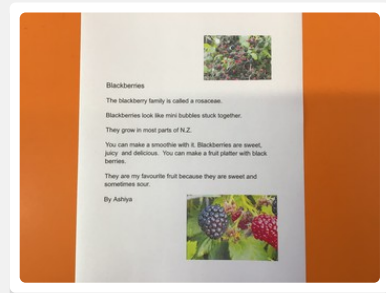 Blackberries
The blackberry family is called a rosaceae.
Blackberries look like mini bubbles stuck together.
They grow in most parts of N.Z.
You can make a smoothie with it. Blackberries are sweet,
juicy and delicious. You can make a fruit platter with black
berries.
They are my favourite fruit because they are sweet and
sometimes sour.
By Ashiya